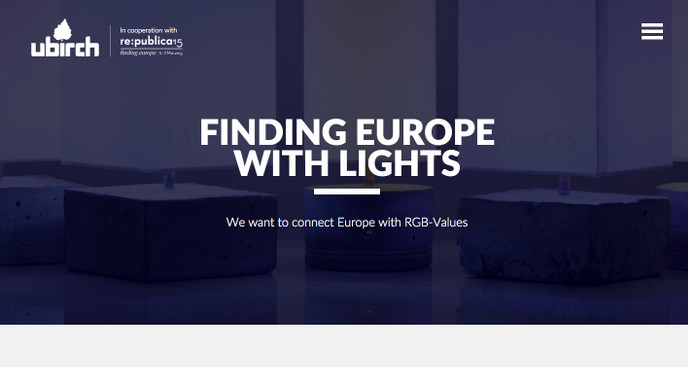 ubirch
In cooperation with
re:publica15
finding europe
FINDING EUROPE
WITH LIGHTS
We want to connect Europe with RGB-Values